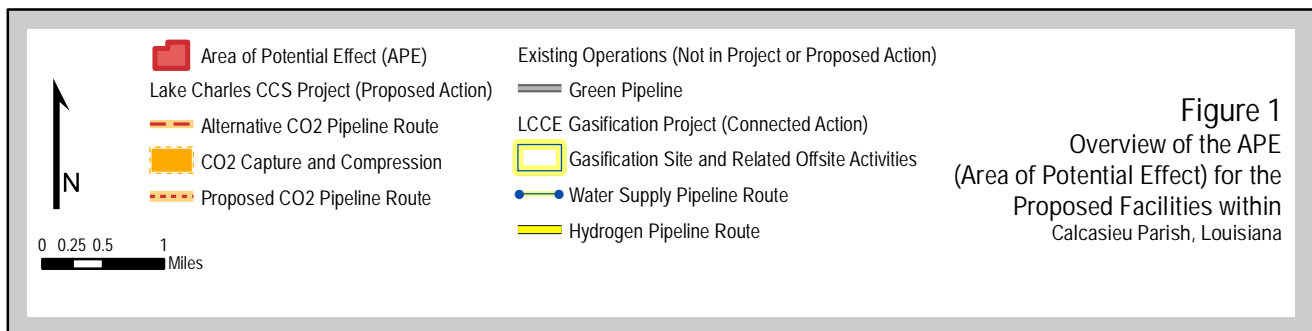 Area of Potential Effect (APE)
Lake Charles CCS Project (Proposed Action)
Alternative CO2 Pipeline Route
CO2 Capture and Compression
Proposed CO2 Pipeline Route
N
0 0.25 0.5 1
Miles
Existing Operations (Not in Project or Proposed Action)
Green Pipeline
LCCE Gasification Project (Connected Action)
Gasification Site and Related Offsite Activities
Water Supply Pipeline Route
Hydrogen Pipeline Route
Figure 1
Overview of the APE
(Area of Potential Effect) for the
Proposed Facilities within
Calcasieu Parish, Louisiana